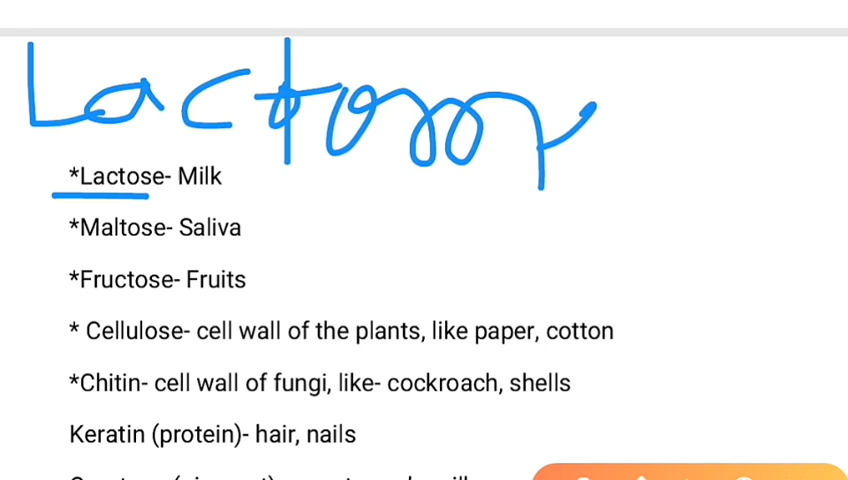 Lactom
*Lactose- Milk
*Maltose- Saliva
*Fructose- Fruits
* Cellulose- cell wall of the plants, like paper, cotton
*Chitin- cell wall of fungi, like- cockroach, shells
Keratin (protein)- hair, nails